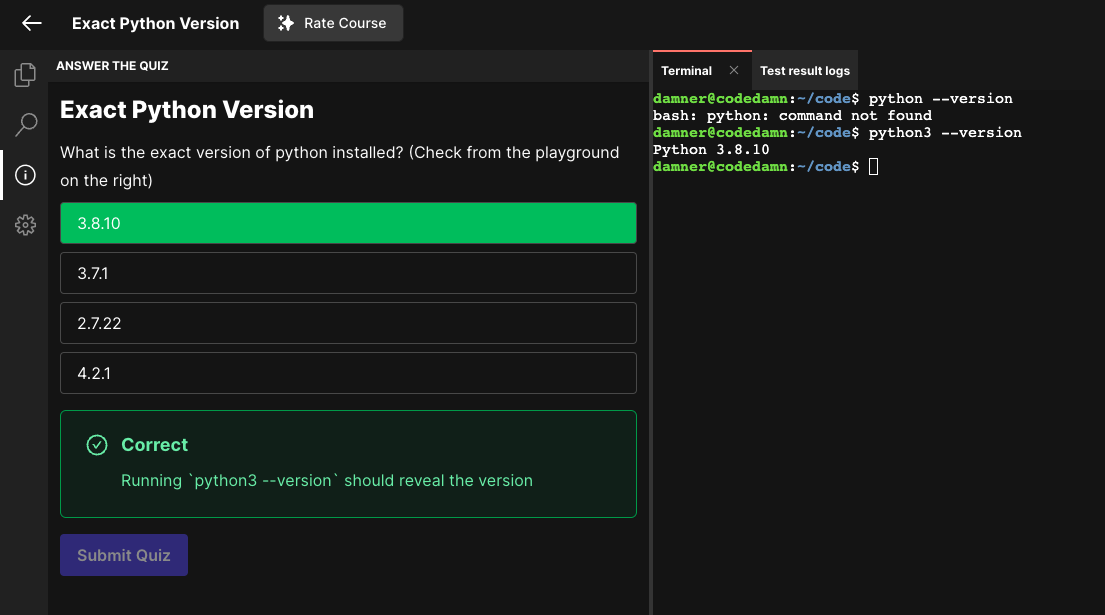 Exact Python Version
Rate Course
ANSWER THE QUIZ
Exact Python Version
What is the exact version of python installed? (Check from the playground
on the right)
3.8.10
3.7.1
2.7.22
4.2.1
Correct
Running `python3 --version` should reveal the version
Submit Quiz
Terminal
Test result logs
damner@codedamn:~/code$ python --version
bash: python: command not found
damner@codedamn:~/code$ python3 --version
Python 3.8.10
damner@codedamn:~/code$